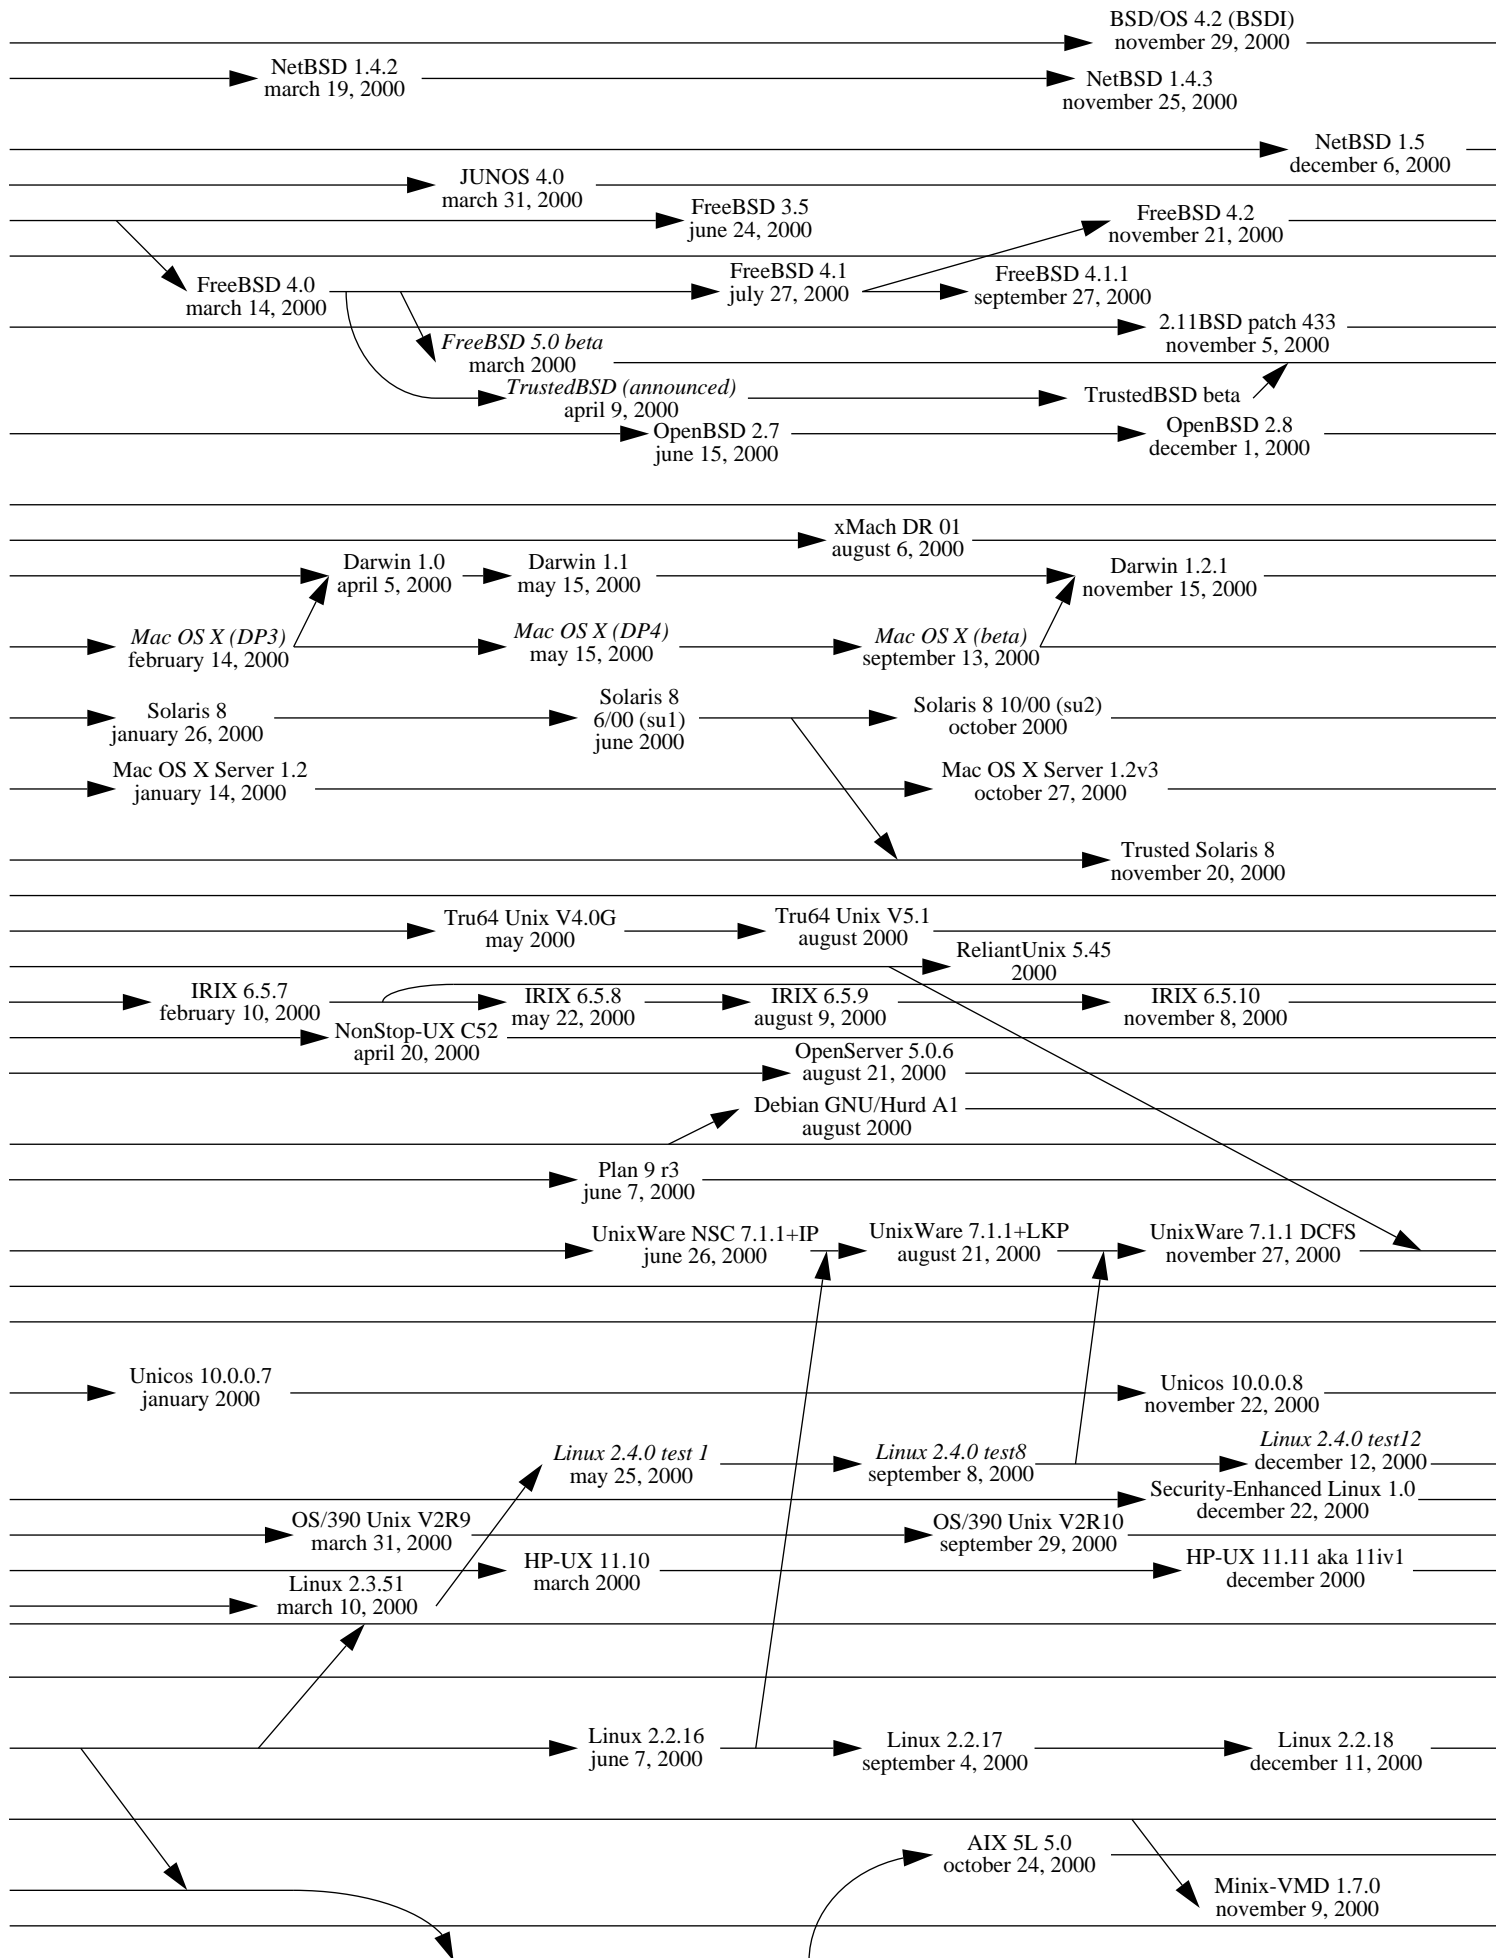 BSD/OS 4.2 (BSDI)
november 29, 2000
NetBSD 1.4.2
march 19, 2000
NetBSD 1.4.3
november 25, 2000
NetBSD 1.5
december 6, 2000
JUNOS 4.0
march 31, 2000
FreeBSD 3.5
june 24, 2000
FreeBSD 4.2
november 21, 2000
FreeBSD 4.0
march 14, 2000
FreeBSD 4.1
july 27, 2000
FreeBSD 4.1.1
september 27, 2000
2.11BSD patch 433
november 5, 2000
FreeBSD 5.0 beta
march 2000
TrustedBSD (announced)
april 9, 2000
TrustedBSD beta
OpenBSD 2.7
june 15, 2000
OpenBSD 2.8
december 1, 2000
xMach DR 01
august 6, 2000
Darwin 1.0
april 5, 2000
Darwin 1.1
may 15, 2000
Darwin 1.2.1
november 15, 2000
Mac OS X (DP3)
february 14, 2000
Mac OS X (DP4)
may 15, 2000
Mac OS X (beta)
september 13, 2000
Solaris 8
january 26, 2000
Solaris 8
6/00 (su1)
june 2000
Solaris 8 10/00 (su2)
october 2000
Mac OS X Server 1.2
january 14, 2000
Mac OS X Server 1.2v3
october 27, 2000
Trusted Solaris 8
november 20, 2000
Tru64 Unix V4.0G
may 2000
Tru64 Unix V5.1
august 2000
ReliantUnix 5.45
2000
IRIX 6.5.7
february 10, 2000
IRIX 6.5.8
may 22, 2000
IRIX 6.5.9
august 9, 2000
IRIX 6.5.10
november 8, 2000
NonStop-UX C52
april 20, 2000
OpenServer 5.0.6
august 21, 2000
Debian GNU/Hurd A1
august 2000
Plan 9 r3
june 7, 2000
UnixWare NSC 7.1.1+IP
june 26, 2000
UnixWare 7.1.1+LKP
august 21, 2000
UnixWare 7.1.1 DCFS
november 27, 2000
Unicos 10.0.0.7
january 2000
Unicos 10.0.0.8
november 22, 2000
Linux 2.4.0 test 1
may 25, 2000
Linux 2.4.0 test8
september 8, 2000
Linux 2.4.0 test12
december 12, 2000
Security-Enhanced Linux 1.0
december 22, 2000
OS/390 Unix V2R9
march 31, 2000
OS/390 Unix V2R10
september 29, 2000
HP-UX 11.10
march 2000
HP-UX 11.11 aka 11iv1
december 2000
Linux 2.3.51
march 10, 2000
Linux 2.2.16
june 7, 2000
Linux 2.2.17
september 4, 2000
Linux 2.2.18
december 11, 2000
AIX 5L 5.0
october 24, 2000
Minix-VMD 1.7.0
november 9, 2000